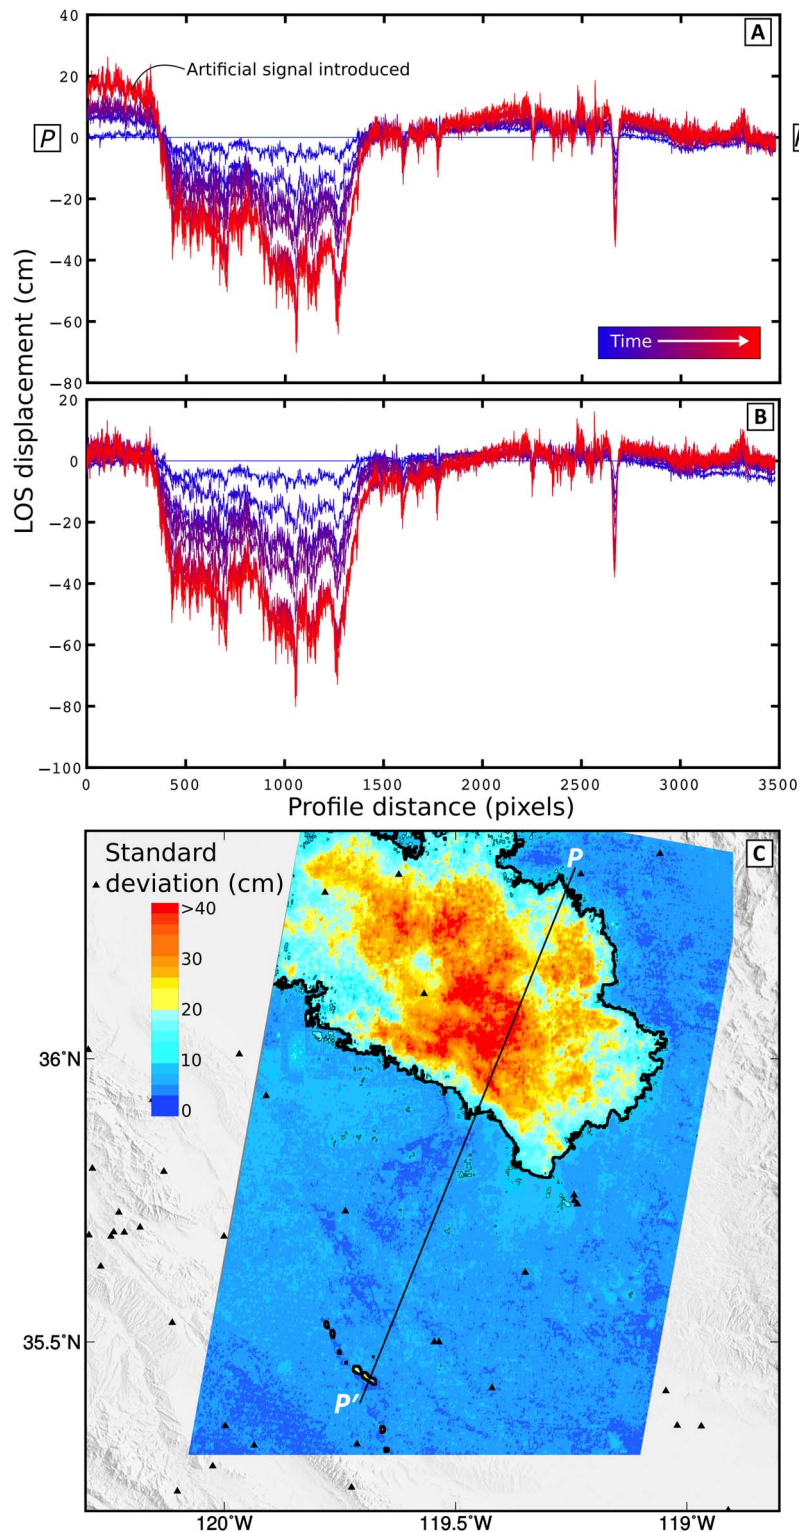 40
A
Artificial signal introduced
20
P
0
−20
−40
−60
−80
Time
LOS displacement (cm)
20
B
0
−20
−40
−60
−80
−100
0 500 1000 1500 2000 2500 3000 3500
Profile distance (pixels)
C
Standard
deviation (cm)
>40
30
20
10
0
P
P′
36°N
35.5°N
120°W 119.5°W 119°W